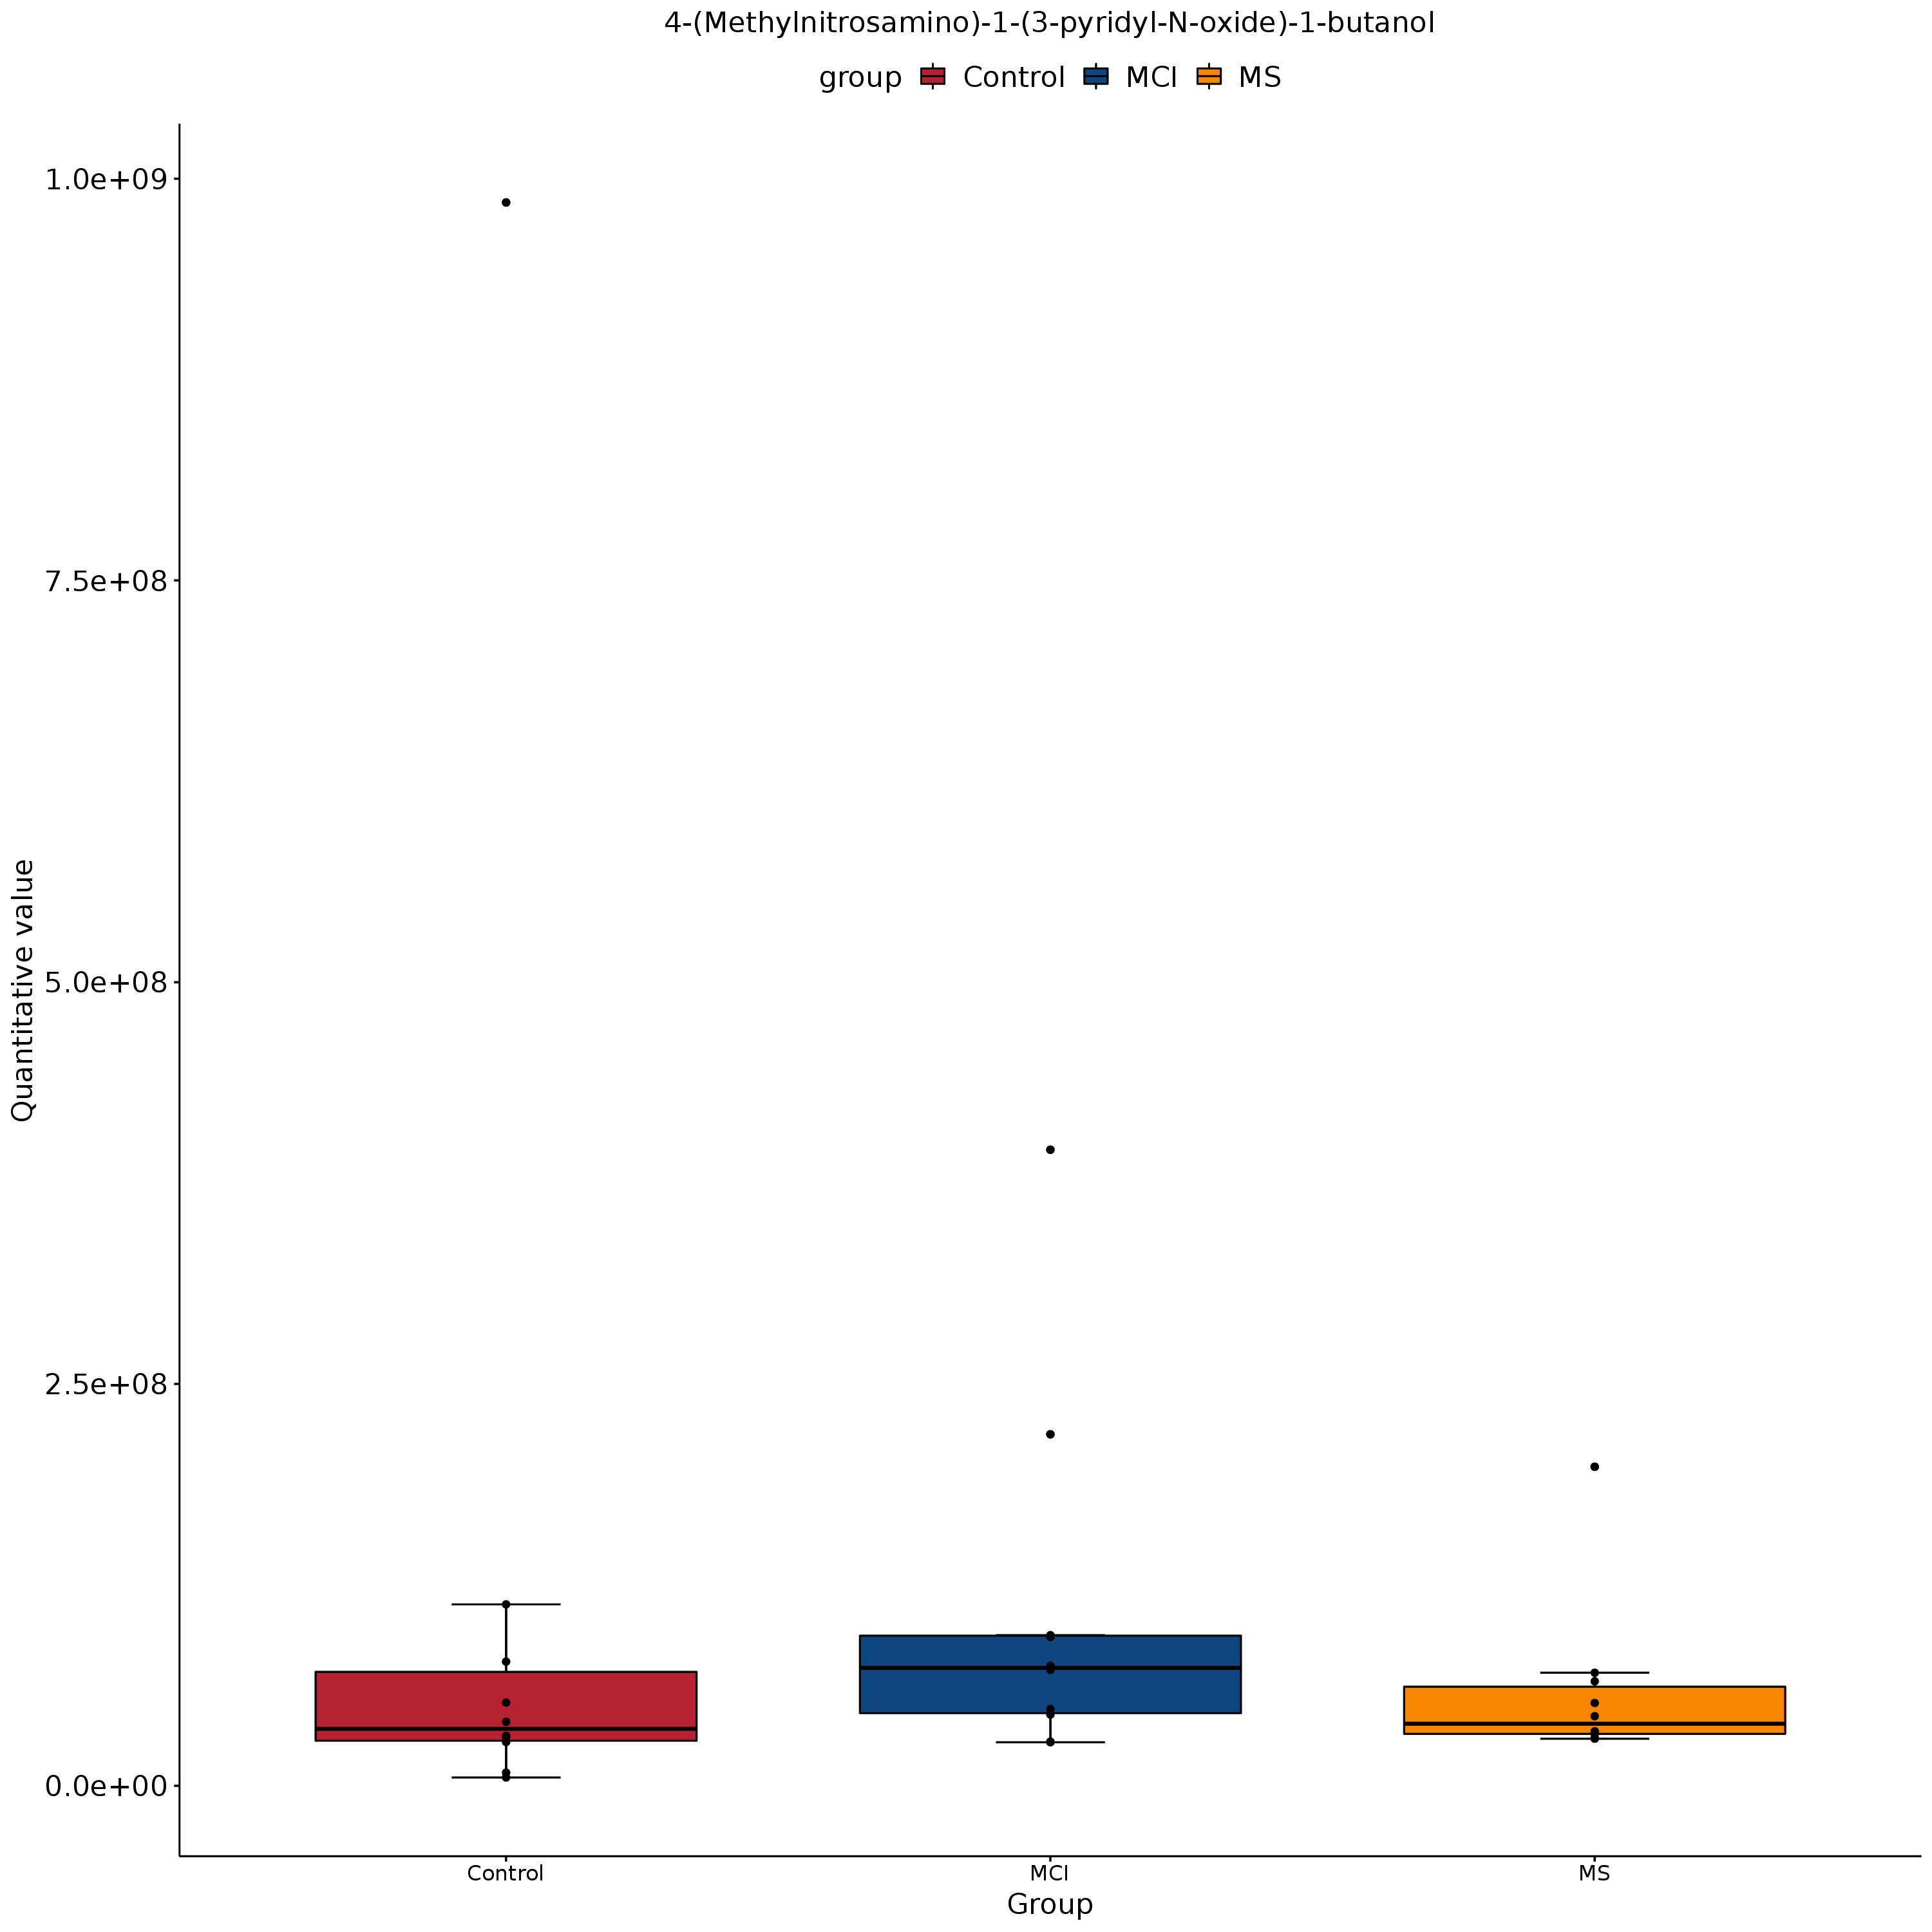 4-(Methylnitrosamino)-1-(3-pyridyl-N-oxide)-1-butanol
group Control MCI MS
1.0e+09
7.5e+08
5.0e+08
2.5e+08
0.0e+00
Quantitative value
Control MCI MS
Group